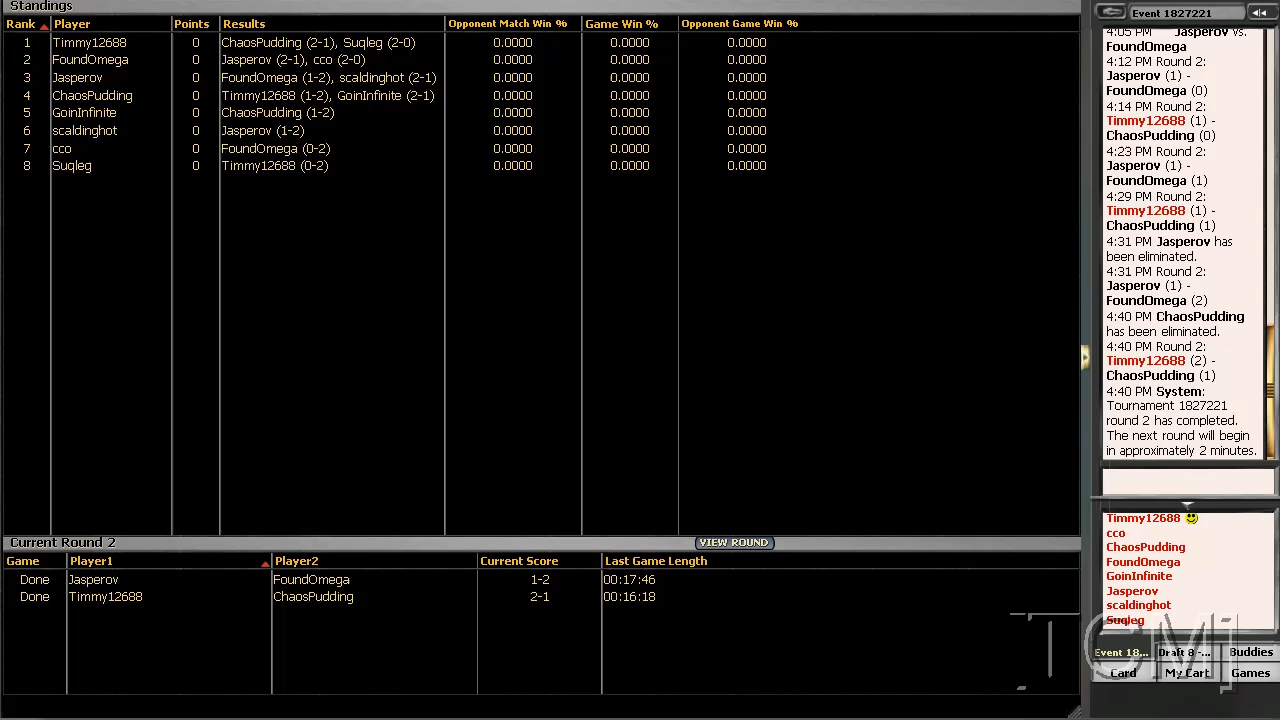 Standings
Rank Player Points Results Opponent Match Win % Game Win % Opponent Game Win %
1 Timmy12688 0 ChaosPudding (2-1), Suqleg (2-0) 0.0000 0.0000 0.0000
2 FoundOmega 0 Jasperov (2-1), cco (2-0) 0.0000 0.0000 0.0000
3 Jasperov 0 FoundOmega (1-2), scaldinghot (2-1) 0.0000 0.0000 0.0000
4 ChaosPudding 0 Timmy12688 (1-2), GoinInfinite (2-1) 0.0000 0.0000 0.0000
5 GoinInfinite 0 ChaosPudding (1-2) 0.0000 0.0000 0.0000
6 scaldinghot 0 Jasperov (1-2) 0.0000 0.0000 0.0000
7 cco 0 FoundOmega (0-2) 0.0000 0.0000 0.0000
8 Suqleg 0 Timmy12688 (0-2) 0.0000 0.0000 0.0000
Current Round 2 VIEW ROUND
Game Player1 Player2 Current Score Last Game Length
Done Jasperov FoundOmega 1-2 00:17:46
Done Timmy12688 ChaosPudding 2-1 00:16:18
Event 1827221
4:05 PM Jasperov vs.
FoundOmega
4:12 PM Round 2:
Jasperov (1) -
FoundOmega (0)
4:14 PM Round 2:
Timmy12688 (1) -
ChaosPudding (0)
4:23 PM Round 2:
Jasperov (1) -
FoundOmega (1)
4:29 PM Round 2:
Timmy12688 (1) -
ChaosPudding (1)
4:31 PM Jasperov has
been eliminated.
4:31 PM Round 2:
Jasperov (1) -
FoundOmega (2)
4:40 PM ChaosPudding
has been eliminated.
4:40 PM Round 2:
Timmy12688 (2) -
ChaosPudding (1)
4:40 PM System:
Tournament 1827221
round 2 has completed.
The next round will begin
in approximately 2 minutes.
Timmy12688
cco
ChaosPudding
FoundOmega
GoinInfinite
Jasperov
scaldinghot
Suqleg
Event 18... Draft 8 -... Buddies
Card My Cart Games